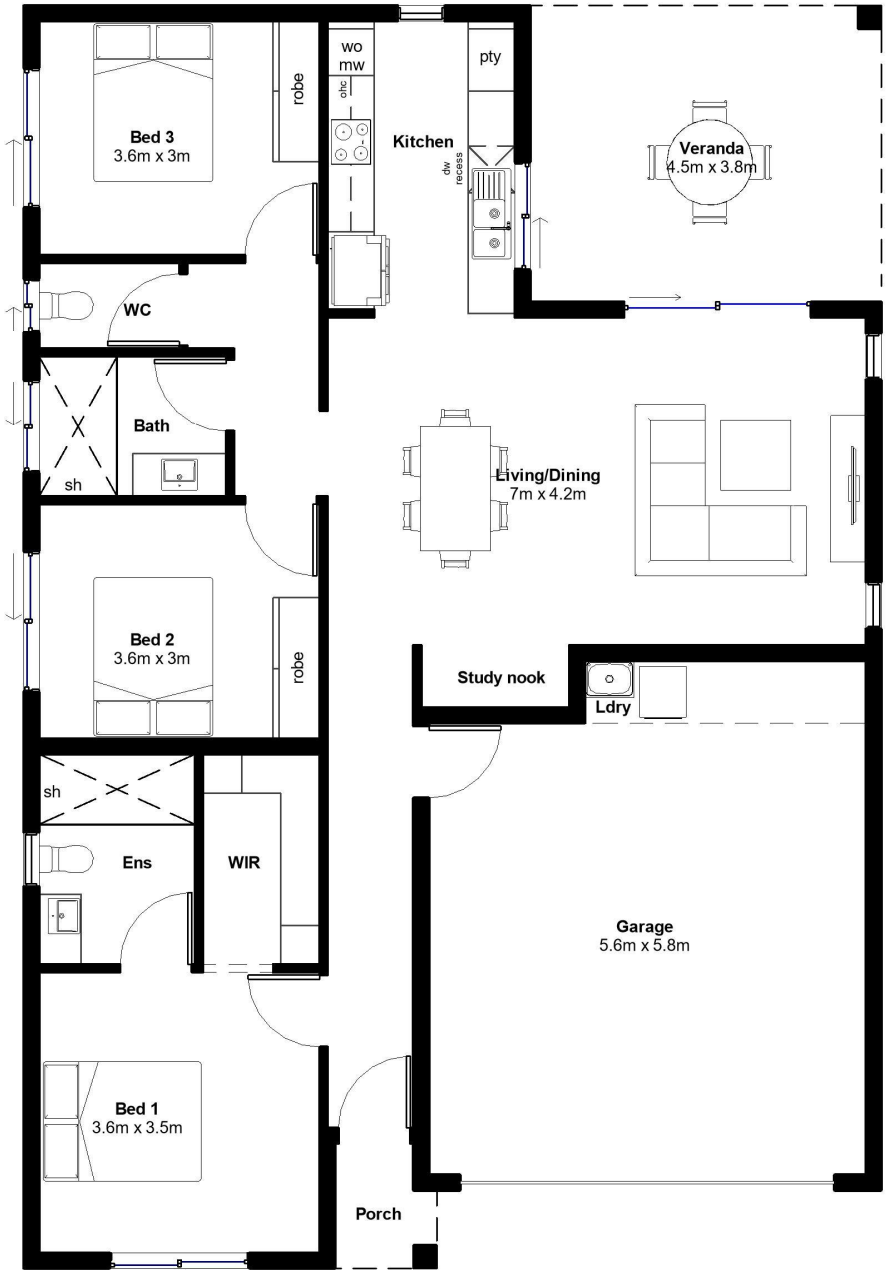 wo
mw
ohc
pty
robe
Bed 3
3.6m x 3m
Kitchen
Veranda
4.5m x 3.8m
dw
recess
WC
Bath
sh
Living/Dining
7m x 4.2m
Bed 2
3.6m x 3m
robe
Study nook
Ldry
sh
Ens
WIR
Garage
5.6m x 5.8m
Bed 1
3.6m x 3.5m
Porch